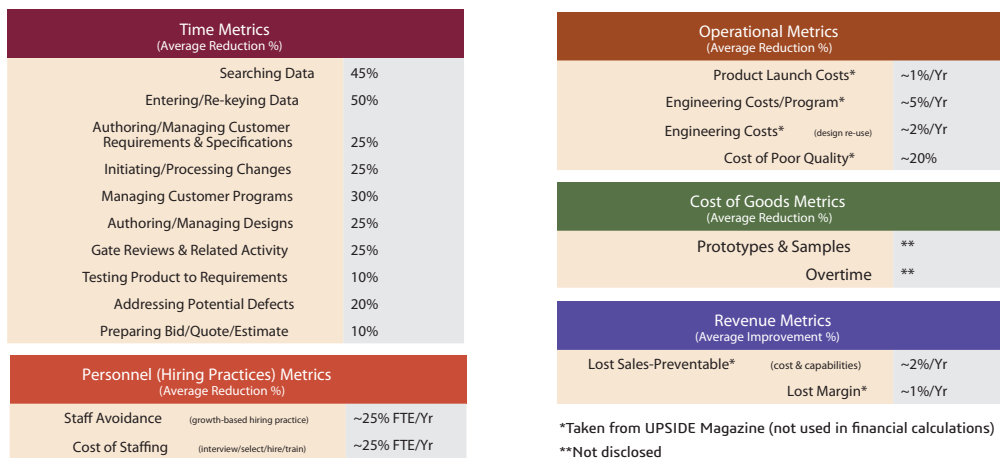 Time Metrics
(Average Reduction %)
Searching Data 45%
Entering/Re-keying Data 50%
Authoring/Managing Customer
Requirements & Specifications 25%
Initiating/Processing Changes 25%
Managing Customer Programs 30%
Authoring/Managing Designs 25%
Gate Reviews & Related Activity 25%
Testing Product to Requirements 10%
Addressing Potential Defects 20%
Preparing Bid/Quote/Estimate 10%
Personnel (Hiring Practices) Metrics
(Average Reduction %)
Staff Avoidance (growth-based hiring practice) ~25% FTE/Yr
Cost of Staffing (interview/select/hire/train) ~25% FTE/Yr
Operational Metrics
(Average Reduction %)
Product Launch Costs* ~1%/Yr
Engineering Costs/Program* ~5%/Yr
Engineering Costs* (design re-use) ~2%/Yr
Cost of Poor Quality* ~20%
Cost of Goods Metrics
(Average Reduction %)
Prototypes & Samples **
Overtime **
Revenue Metrics
(Average Improvement %)
Lost Sales-Preventable* (cost & capabilities) ~2%/Yr
Lost Margin* ~1%/Yr
*Taken from UPSIDE Magazine (not used in financial calculations)
**Not disclosed